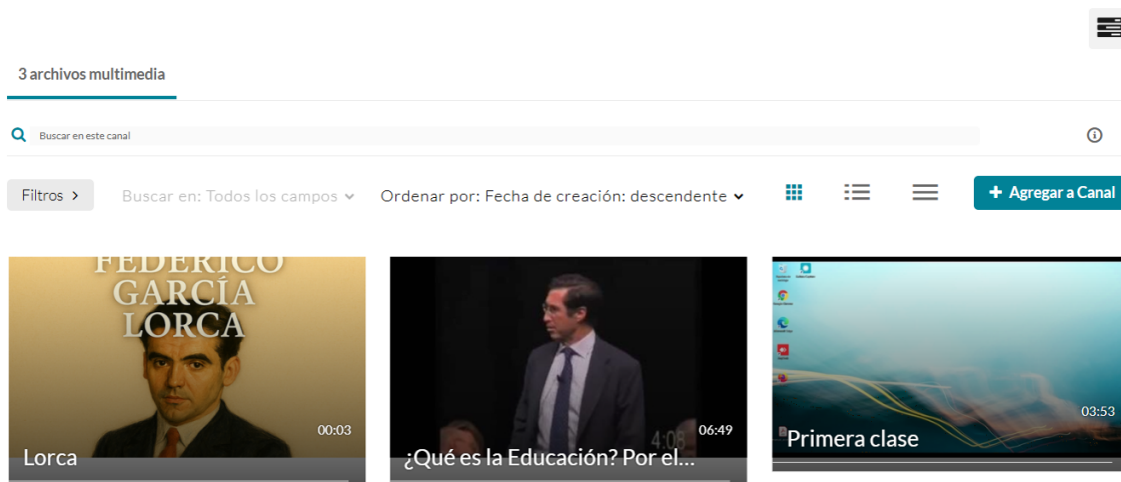 3 archivos multimedia
Buscar en este canal
Filtros >
Buscar en: Todos los campos
Ordenar por: Fecha de creación: descendente
+ Agregar a Canal
FEDERICO
GARCÍA
LORCA
00:03
Lorca
4:08
06:49
¿Qué es la Educación? Por el...
03:53
Primera clase